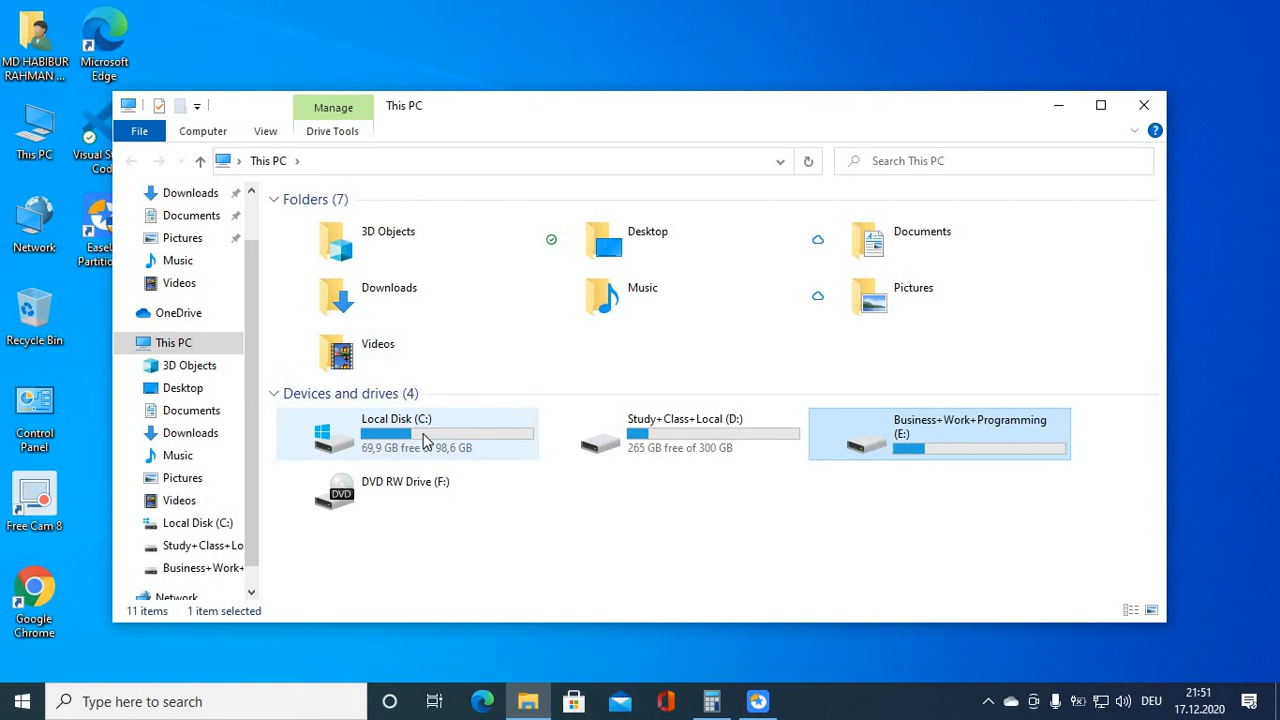 MD HABIBUR
RAHMAN ...
Microsoft
Edge
This PC
Visual St
Cod
Network
Ease
Partitio
Recycle Bin
Control
Panel
Free Cam 8
Google
Chrome
Manage
This PC
File
Computer
View
Drive Tools
This PC
Search This PC
Downloads
Documents
Pictures
Music
Videos
OneDrive
This PC
3D Objects
Desktop
Documents
Downloads
Music
Pictures
Videos
Local Disk (C:)
Study+Class+Lo
Business+Work+
Network
Folders (7)
3D Objects
Desktop
Documents
Downloads
Music
Pictures
Videos
Devices and drives (4)
Local Disk (C:)
69,9 GB free 98,6 GB
Study+Class+Local (D:)
265 GB free of 300 GB
Business+Work+Programming
(E:)
DVD
DVD RW Drive (F:)
11 items
1 item selected
Type here to search
DEU
21:51
17.12.2020